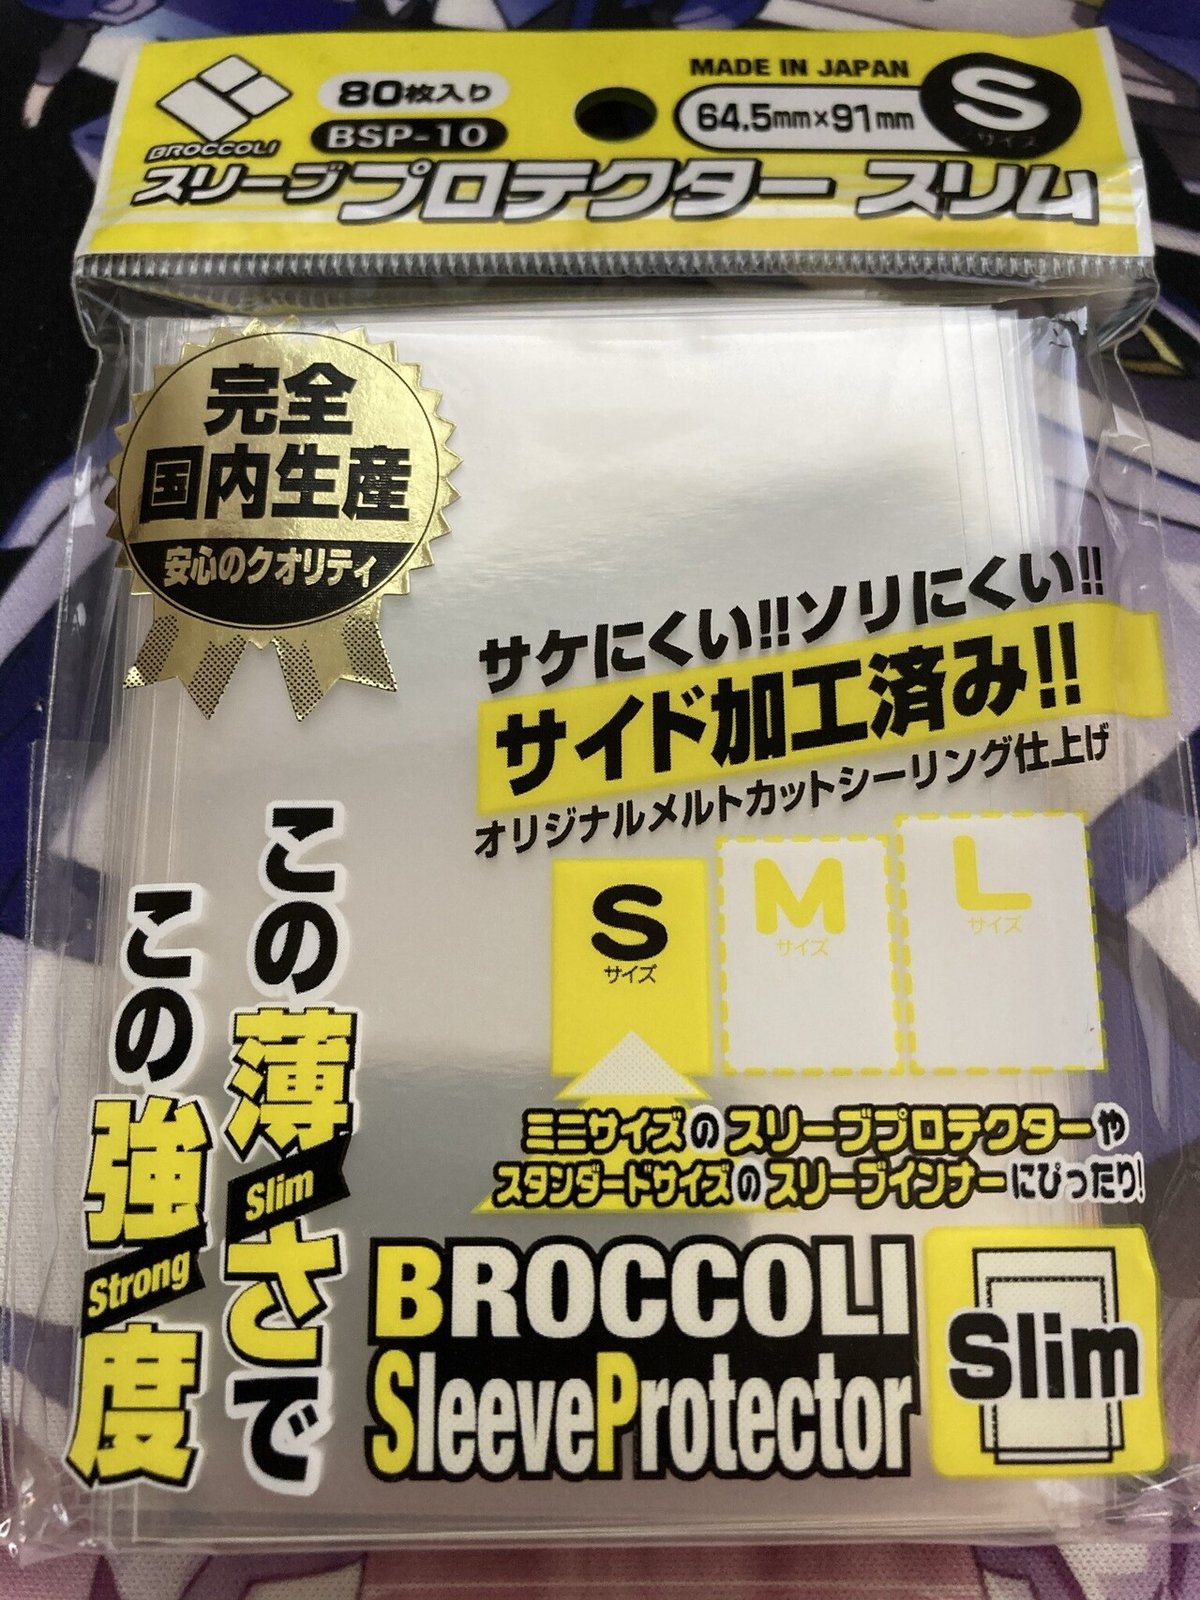 BROCCOLI
80枚入り
BSP-10
MADE IN JAPAN
64.5mm×91mm
S
サイズ
スリーブプロテクター スリム
完全
国内生産
安心のクオリティ
サケにくい!!ソリにくい!!
サイド加工済み!!
オリジナルメルトカットシーリング仕上げ
S
サイズ
M
サイズ
L
サイズ
この薄さで
Slim
この強度
Strong
ミニサイズのスリーブプロテクターや
スタンダードサイズのスリーブインナーにぴったり!
BROCCOLI
SleeveProtector
Slim